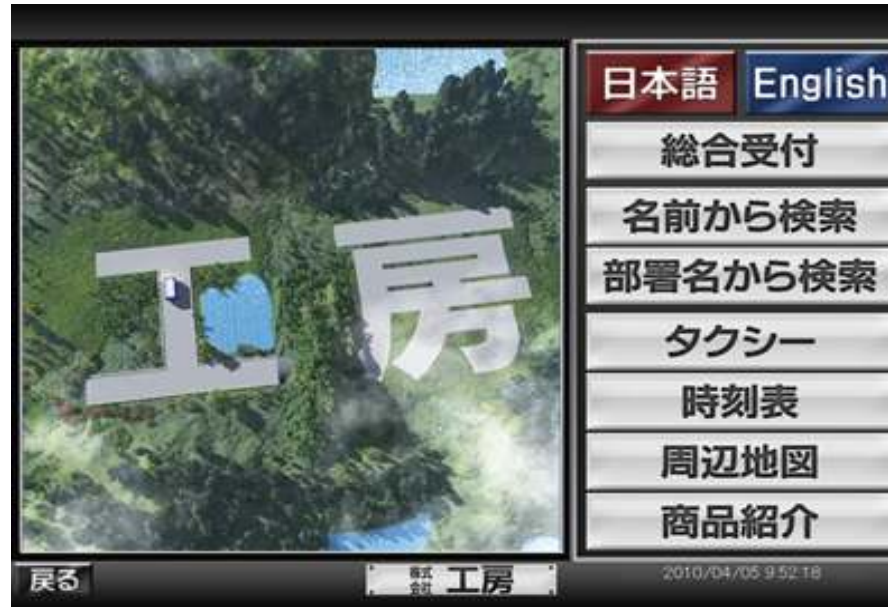 工房
日本語 English
総合受付
名前から検索
部署名から検索
タクシー
時刻表
周辺地図
商品紹介
戻る
株式会社 工房
2010/04/05 9:52:18